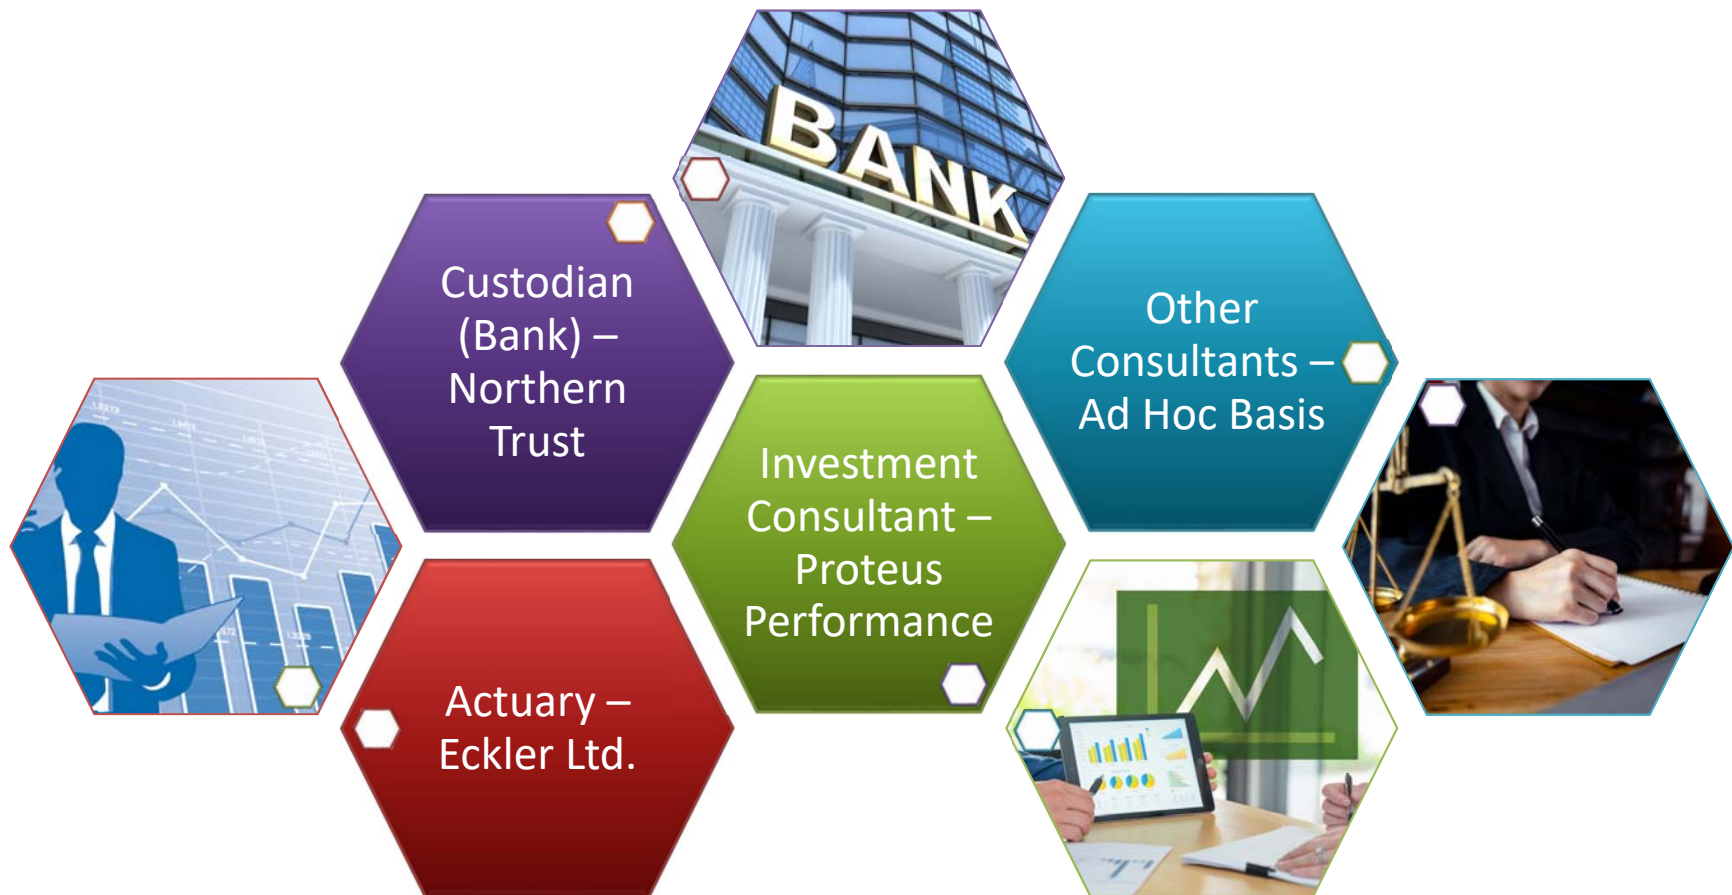 BANK
Custodian
(Bank) –
Northern
Trust
Other
Consultants –
Ad Hoc Basis
Investment
Consultant –
Proteus
Performance
Actuary –
Eckler Ltd.